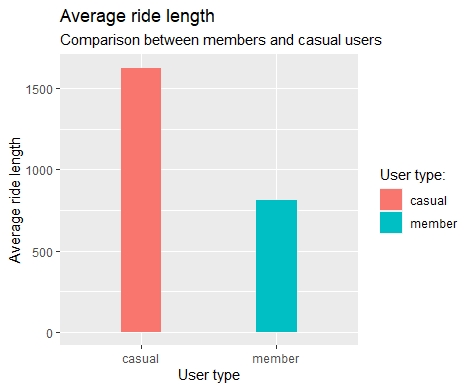 Average ride length
Comparison between members and casual users
Average ride length
1500
1000
500
0
casual
member
User type
User type:
casual
member